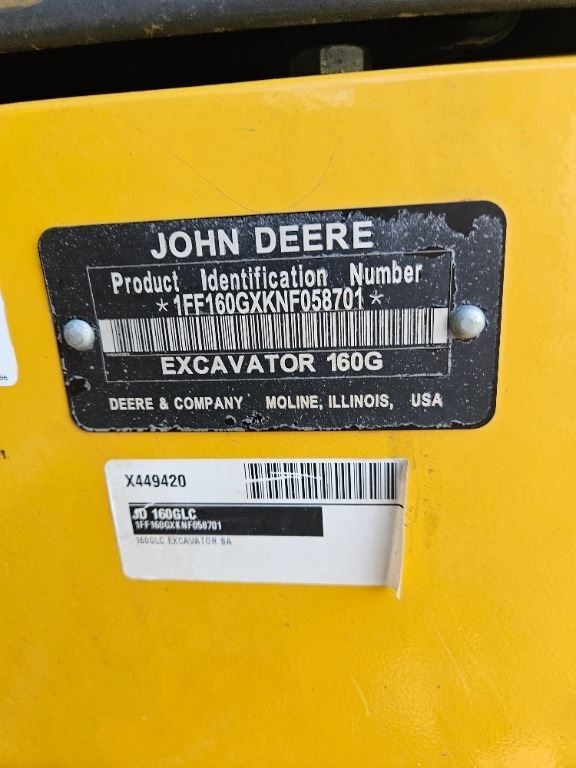 JOHN DEERE
Product Identification Number
*1FF160GXKNF058701*
EXCAVATOR 160G
DEERE & COMPANY MOLINE, ILLINOIS, USA
X449420
JD 160GLC
1FF160GXKNF058701
160GLC EXCAVATOR 8A